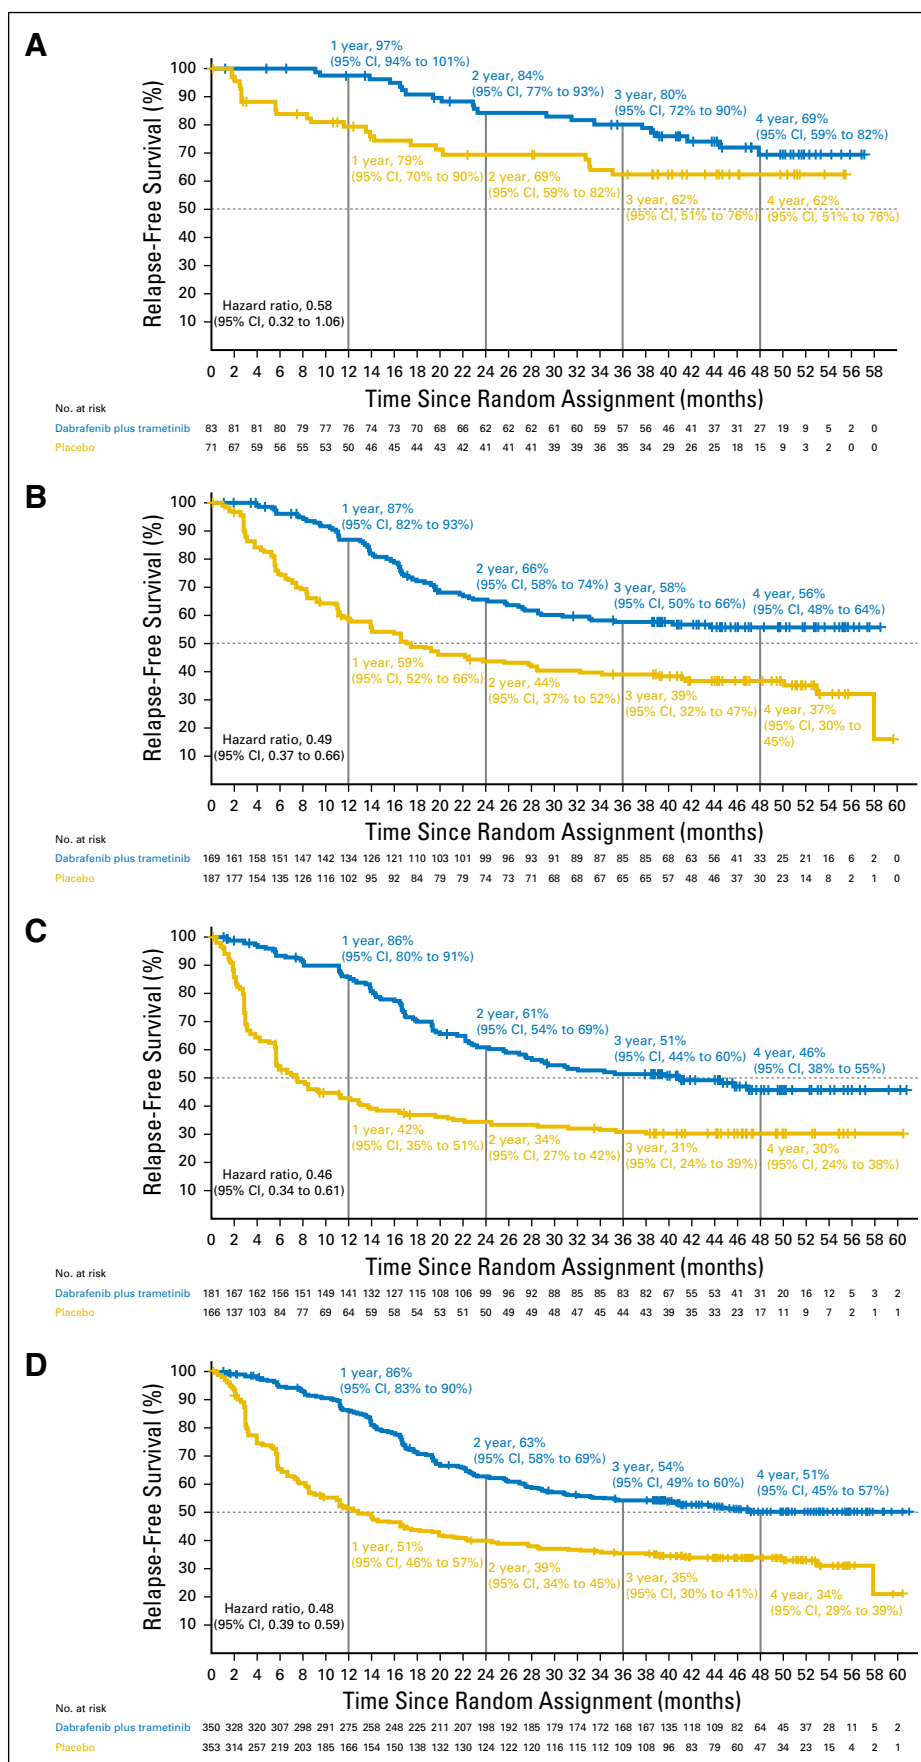 A
Relapse-Free Survival (%)
100
90
80
70
60
50
40
30
20
10
1 year, 97%
(95% CI, 94% to 101%)
2 year, 84%
(95% CI, 77% to 93%)
3 year, 80%
(95% CI, 72% to 90%)
4 year, 69%
(95% CI, 59% to 82%)
1 year, 79%
(95% CI, 70% to 90%)
2 year, 69%
(95% CI, 59% to 82%)
3 year, 62%
(95% CI, 51% to 76%)
4 year, 62%
(95% CI, 51% to 76%)
Hazard ratio, 0.58
(95% CI, 0.32 to 1.06)
0 2 4 6 8 10 12 14 16 18 20 22 24 26 28 30 32 34 36 38 40 42 44 46 48 50 52 54 56 58
Time Since Random Assignment (months)
No. at risk
Dabrafenib plus trametinib 83 81 81 80 79 77 76 74 73 70 68 66 62 62 62 61 60 59 57 56 46 41 37 31 27 19 9 5 2 0
Placebo 71 67 59 56 55 53 50 46 45 44 43 42 41 41 41 39 39 36 35 34 29 26 25 18 15 9 3 2 0 0
B
Relapse-Free Survival (%)
100
90
80
70
60
50
40
30
20
10
1 year, 87%
(95% CI, 82% to 93%)
2 year, 66%
(95% CI, 58% to 74%)
3 year, 58%
(95% CI, 50% to 66%)
4 year, 56%
(95% CI, 48% to 64%)
1 year, 59%
(95% CI, 52% to 66%)
2 year, 44%
(95% CI, 37% to 52%)
3 year, 39%
(95% CI, 32% to 47%)
4 year, 37%
(95% CI, 30% to
45%)
Hazard ratio, 0.49
(95% CI, 0.37 to 0.66)
0 2 4 6 8 10 12 14 16 18 20 22 24 26 28 30 32 34 36 38 40 42 44 46 48 50 52 54 56 58 60
Time Since Random Assignment (months)
No. at risk
Dabrafenib plus trametinib 169 161 158 151 147 142 134 126 121 110 103 101 99 96 93 91 89 87 85 85 68 63 56 41 33 25 21 16 6 2 0
Placebo 187 177 154 135 126 116 102 95 92 84 79 79 74 73 71 68 68 67 65 65 57 48 46 37 30 23 14 8 2 1 0
C
Relapse-Free Survival (%)
100
90
80
70
60
50
40
30
20
10
1 year, 86%
(95% CI, 80% to 91%)
2 year, 61%
(95% CI, 54% to 69%)
3 year, 51%
(95% CI, 44% to 60%)
4 year, 46%
(95% CI, 38% to 55%)
1 year, 42%
(95% CI, 35% to 51%)
2 year, 34%
(95% CI, 27% to 42%)
3 year, 31%
(95% CI, 24% to 39%)
4 year, 30%
(95% CI, 24% to 38%)
Hazard ratio, 0.46
(95% CI, 0.34 to 0.61)
0 2 4 6 8 10 12 14 16 18 20 22 24 26 28 30 32 34 36 38 40 42 44 46 48 50 52 54 56 58 60
Time Since Random Assignment (months)
No. at risk
Dabrafenib plus trametinib 181 167 162 156 151 149 141 132 127 115 108 106 99 96 92 88 85 85 83 82 67 55 53 41 31 20 16 12 5 3 2
Placebo 166 137 103 84 77 69 64 59 58 54 53 51 50 49 49 48 47 45 44 43 39 35 33 23 17 11 9 7 2 1 1
D
Relapse-Free Survival (%)
100
90
80
70
60
50
40
30
20
10
1 year, 86%
(95% CI, 83% to 90%)
2 year, 63%
(95% CI, 58% to 69%)
3 year, 54%
(95% CI, 49% to 60%)
4 year, 51%
(95% CI, 45% to 57%)
1 year, 51%
(95% CI, 46% to 57%)
2 year, 39%
(95% CI, 34% to 45%)
3 year, 35%
(95% CI, 30% to 41%)
4 year, 34%
(95% CI, 29% to 39%)
Hazard ratio, 0.48
(95% CI, 0.39 to 0.59)
0 2 4 6 8 10 12 14 16 18 20 22 24 26 28 30 32 34 36 38 40 42 44 46 48 50 52 54 56 58 60
Time Since Random Assignment (months)
No. at risk
Dabrafenib plus trametinib 350 328 320 307 298 291 275 258 248 225 211 207 198 192 185 179 174 172 168 167 135 118 109 82 64 45 37 28 11 5 2
Placebo 353 314 257 219 203 185 166 154 150 138 132 130 124 122 120 116 115 112 109 108 96 83 79 60 47 34 23 15 4 2 1